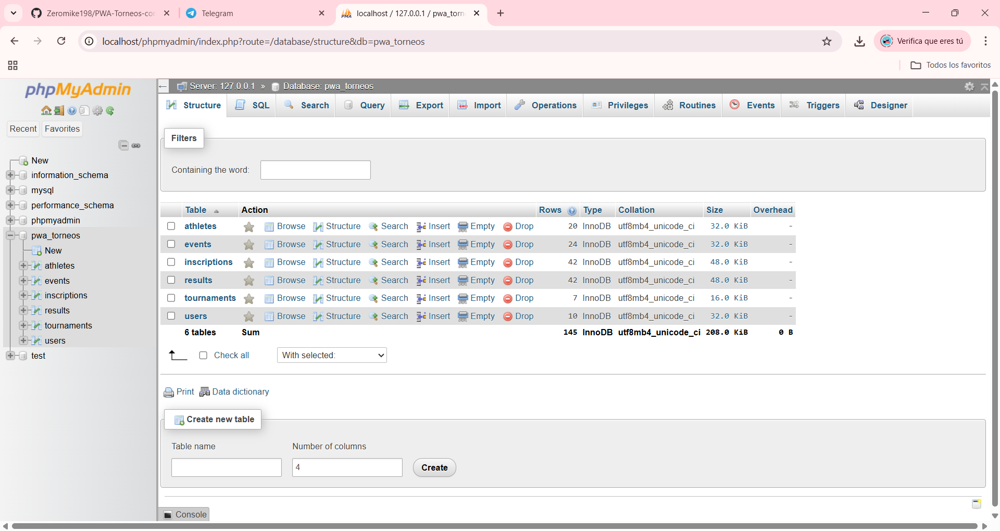 Zeromike198/PWA-Torneos-con
Telegram
localhost / 127.0.0.1 / pwa_torn
localhost/phpmyadmin/index.php?route=/database/structure&db=pwa_torneos
Verifica que eres tú
Todos los favoritos
phpMyAdmin
Recent Favorites
New
information_schema
mysql
performance_schema
phpmyadmin
pwa_torneos
New
athletes
events
inscriptions
results
tournaments
users
test
Server: 127.0.0.1 » Database: pwa_torneos
Structure SQL Search Query Export Import Operations Privileges Routines Events Triggers Designer
Filters
Containing the word:
Table Action Rows Type Collation Size Overhead
athletes Browse Structure Search Insert Empty Drop 20 InnoDB utf8mb4_unicode_ci 32.0 KiB -
events Browse Structure Search Insert Empty Drop 24 InnoDB utf8mb4_unicode_ci 32.0 KiB -
inscriptions Browse Structure Search Insert Empty Drop 42 InnoDB utf8mb4_unicode_ci 48.0 KiB -
results Browse Structure Search Insert Empty Drop 42 InnoDB utf8mb4_unicode_ci 48.0 KiB -
tournaments Browse Structure Search Insert Empty Drop 7 InnoDB utf8mb4_unicode_ci 16.0 KiB -
users Browse Structure Search Insert Empty Drop 10 InnoDB utf8mb4_unicode_ci 32.0 KiB -
6 tables Sum 145 InnoDB utf8mb4_unicode_ci 208.0 KiB 0 B
Check all With selected:
Print Data dictionary
Create new table
Table name Number of columns
4 Create
Console